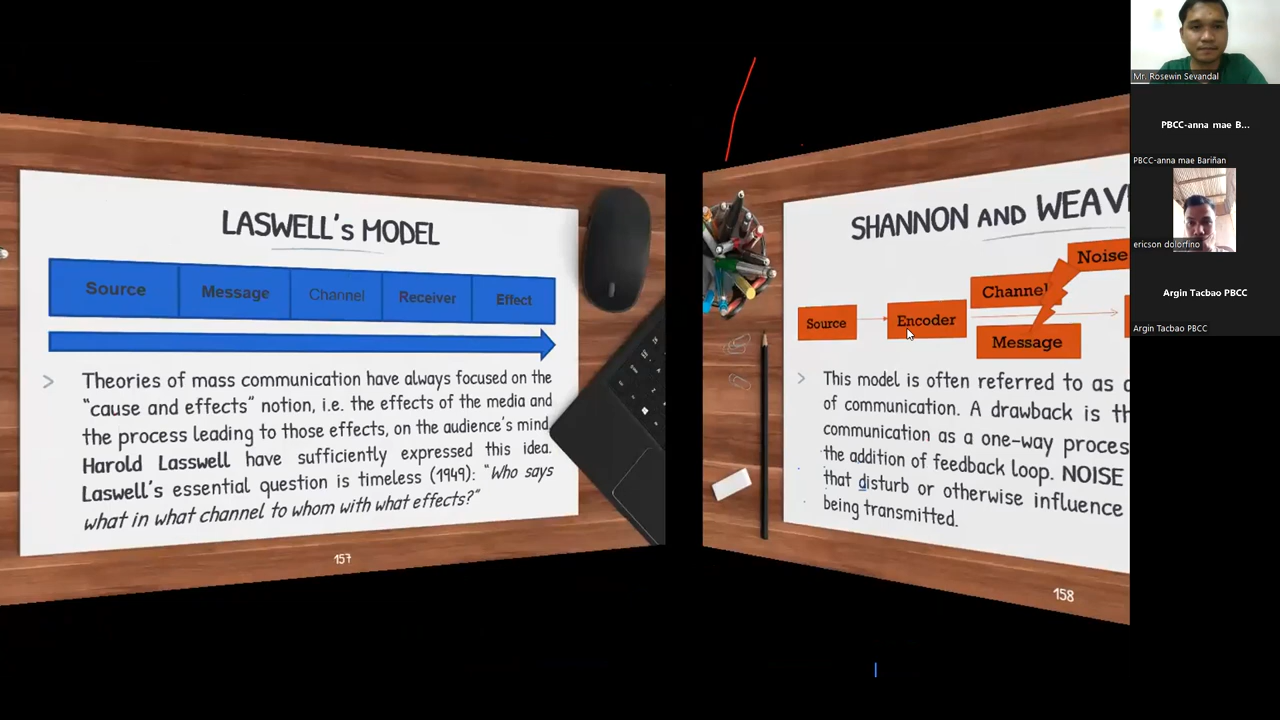 LASWELL's MODEL
Source Message Channel Receiver Effect
> Theories of mass communication have always focused on the
"cause and effects" notion, i.e. the effects of the media and
the process leading to those effects, on the audience's mind.
Harold Lasswell have sufficiently expressed this idea.
Laswell's essential question is timeless (1949): "Who says
what in what channel to whom with what effects?"
157
SHANNON AND WEAV
Noise
Channel
Source Encoder
Message
> This model is often referred to as a
of communication. A drawback is th
communication as a one-way proces
the addition of feedback loop. NOISE
that disturb or otherwise influence
being transmitted.
158
Mr. Rosewin Sevandal
PBCC-anna mae B...
PBCC-anna mae Bariñan
ericson dolorfino
Argin Tacbao PBCC
Argin Tacbao PBCC